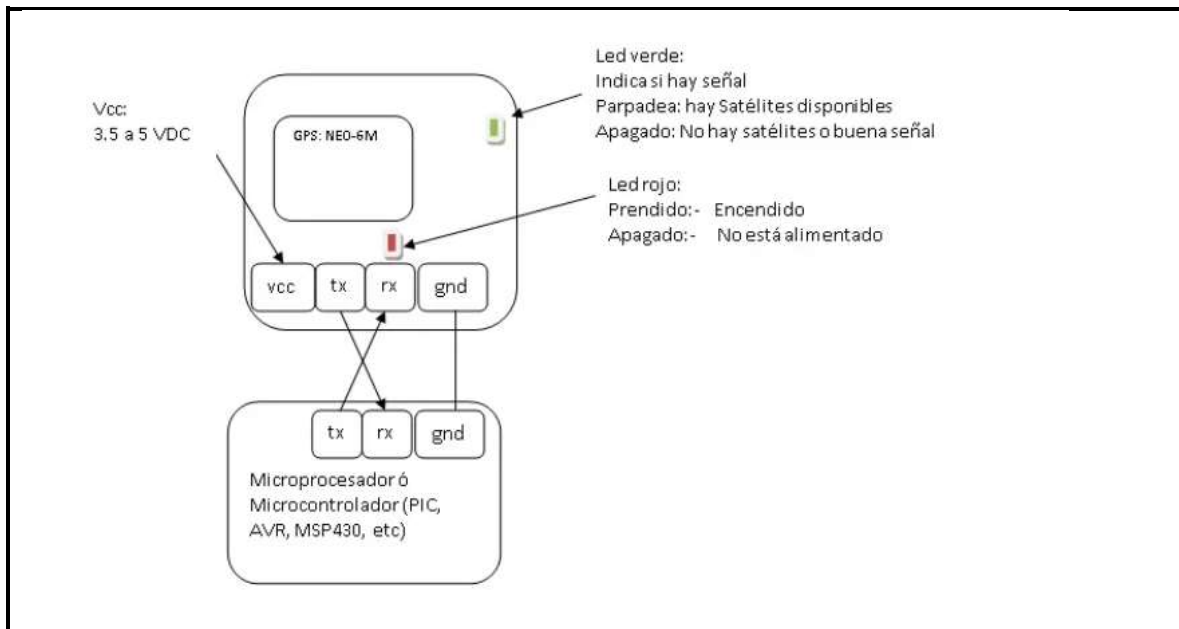 Led verde:
Indica si hay señal
Parpadea: hay Satélites disponibles
Apagado: No hay satélites o buena señal
Vcc:
3.5 a 5 VDC
GPS: NEO-6M
Led rojo:
Prendido:- Encendido
Apagado:- No está alimentado
vcc tx rx gnd
tx rx gnd
Microprocesador ó
Microcontrolador (PIC,
AVR, MSP430, etc)